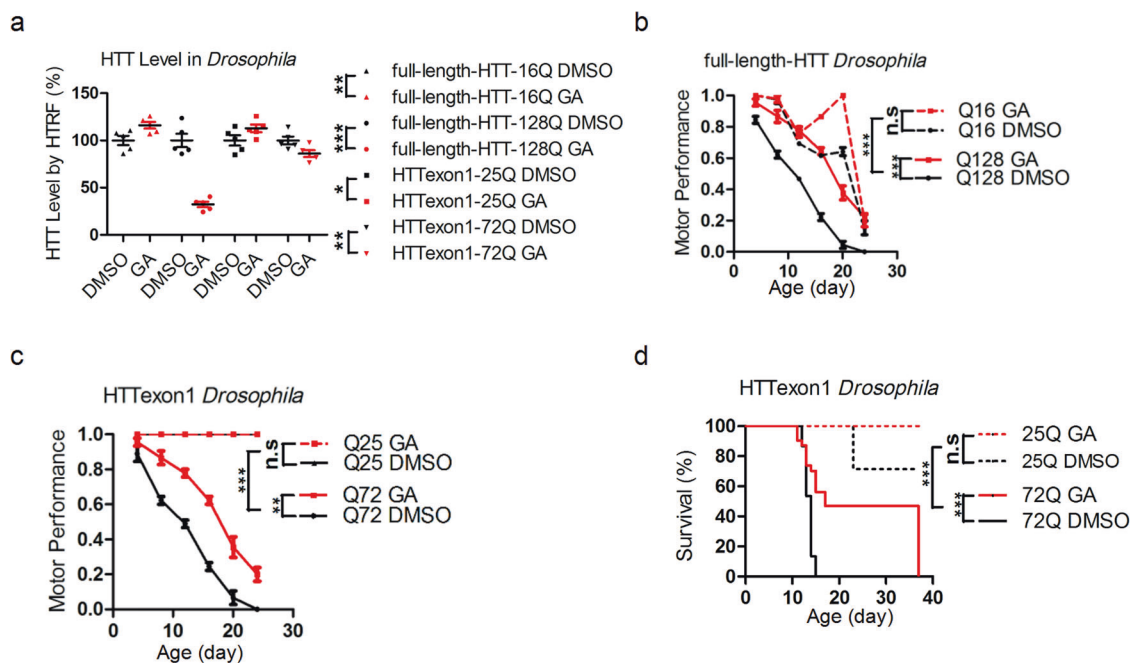 a
HTT Level in Drosophila
HTT Level by HTRF (%)
150
100
50
0
DMSO
GA
DMSO
GA
DMSO
GA
DMSO
GA
** full-length-HTT-16Q DMSO
full-length-HTT-16Q GA
*** full-length-HTT-128Q DMSO
full-length-HTT-128Q GA
* HTTexon1-25Q DMSO
HTTexon1-25Q GA
** HTTexon1-72Q DMSO
HTTexon1-72Q GA
b
full-length-HTT Drosophila
Motor Performance
1.0
0.8
0.6
0.4
0.2
0.0
0 10 20 30
Age (day)
n.s
***
***
Q16 GA
Q16 DMSO
Q128 GA
Q128 DMSO
c
HTTexon1 Drosophila
Motor Performance
1.0
0.8
0.6
0.4
0.2
0.0
0 10 20 30
Age (day)
n.s
***
**
Q25 GA
Q25 DMSO
Q72 GA
Q72 DMSO
d
HTTexon1 Drosophila
Survival (%)
100
80
60
40
20
0
0 10 20 30 40
Age (day)
n.s
***
***
25Q GA
25Q DMSO
72Q GA
72Q DMSO